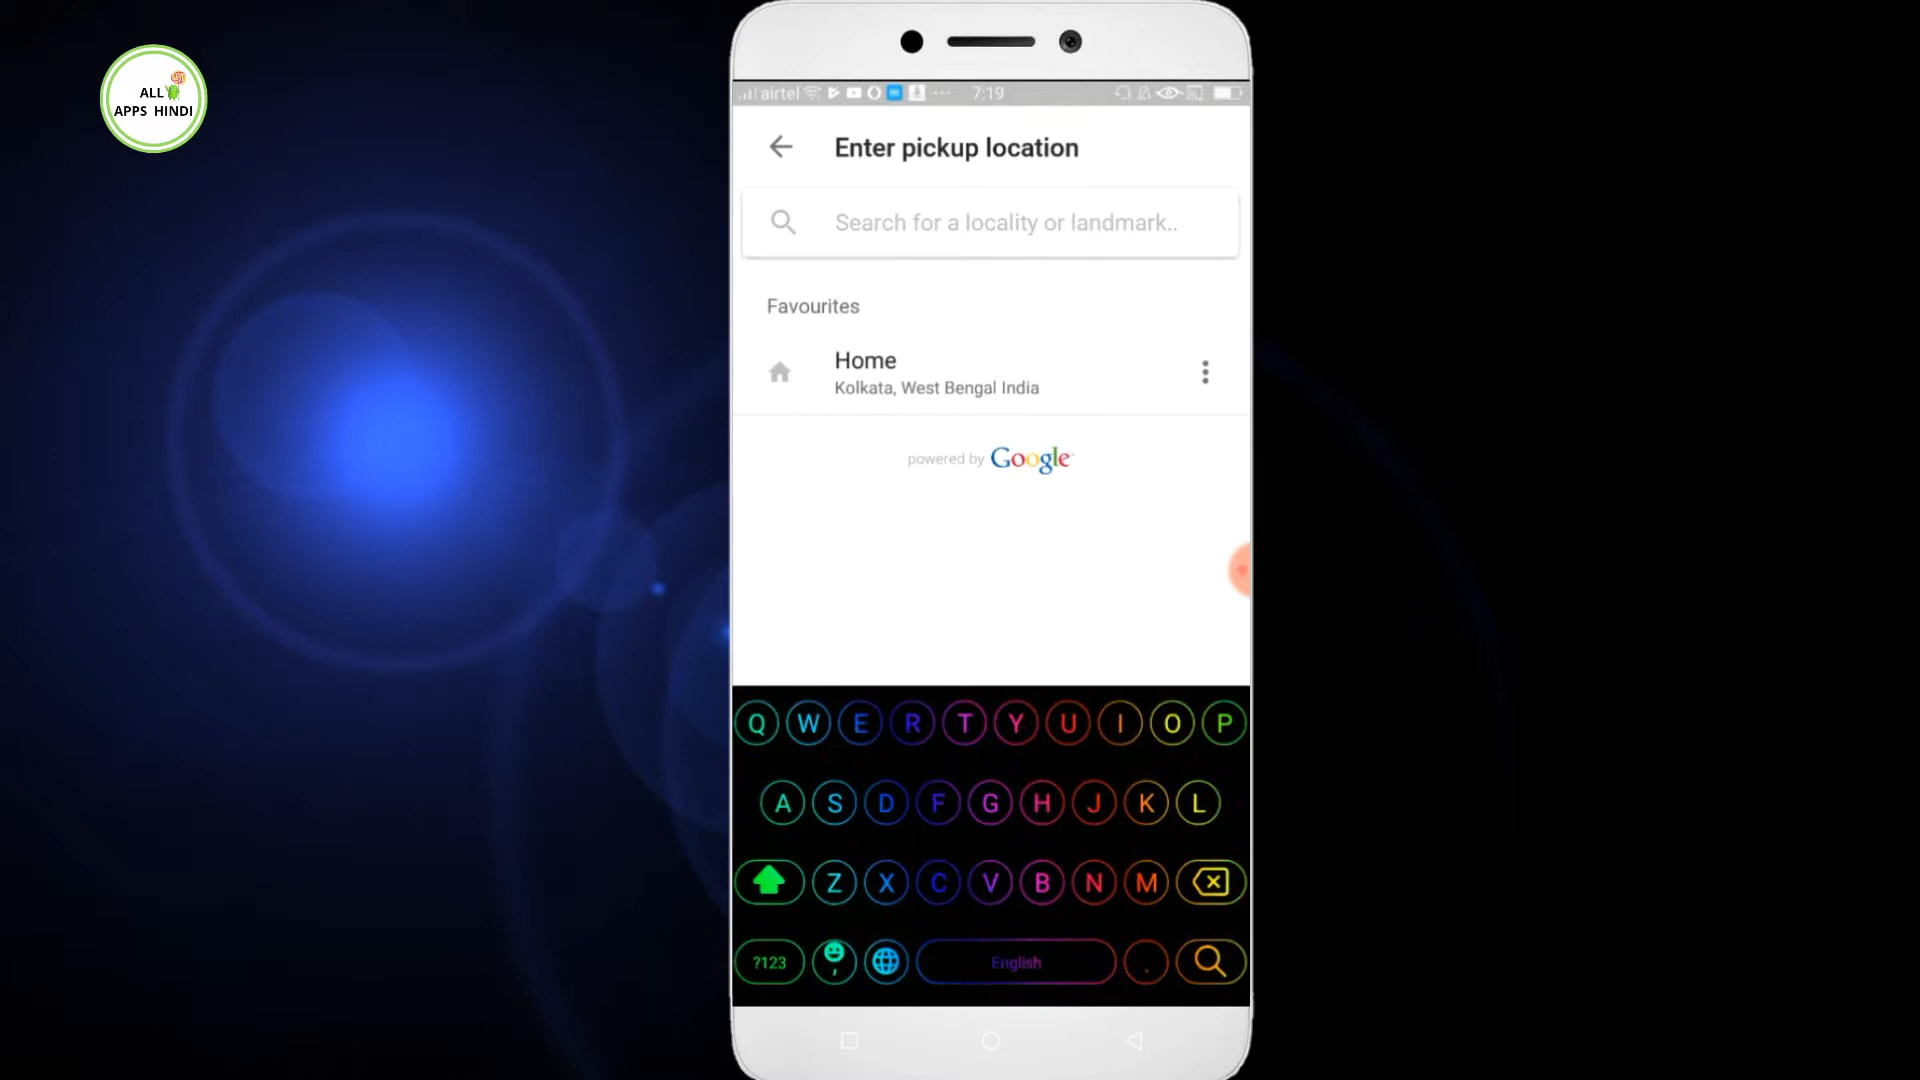 ALL
APPS HINDI
airtel 7:19
Enter pickup location
Search for a locality or landmark..
Favourites
Home
Kolkata, West Bengal India
powered by Google
Q W E R T Y U I O P
A S D F G H J K L
Z X C V B N M
?123 , English .